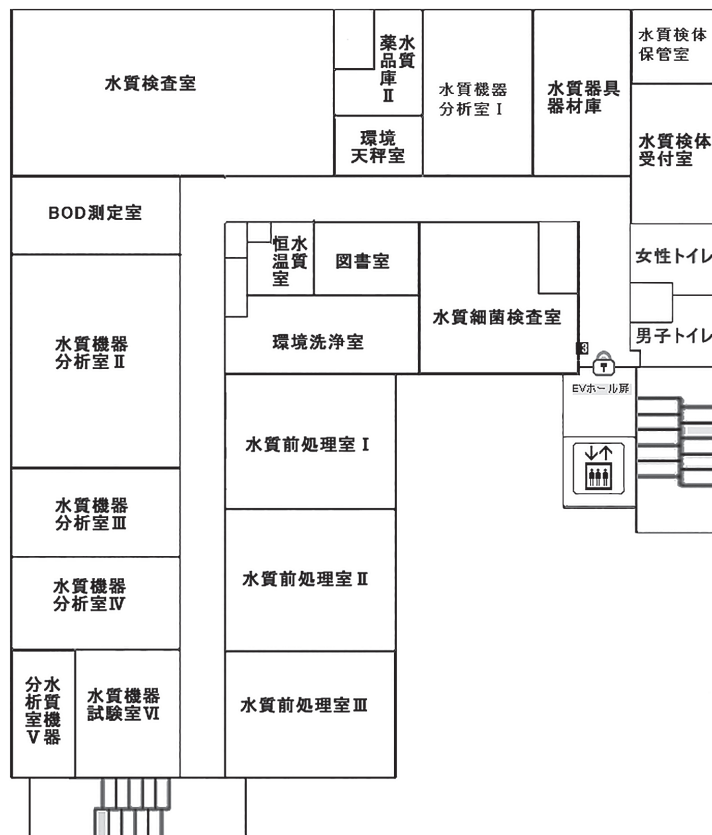 水質検査室
水質
薬品庫Ⅱ
環境
天秤室
水質機器
分析室Ⅰ
水質器具
器材庫
水質検体
保管室
水質検体
受付室
BOD測定室
水質
恒温室
図書室
水質細菌検査室
環境洗浄室
女性トイレ
男子トイレ
3
EVホール扉
水質機器
分析室Ⅱ
水質前処理室Ⅰ
水質機器
分析室Ⅲ
水質前処理室Ⅱ
水質機器
分析室Ⅳ
水質機器
分析室Ⅴ
水質機器
試験室Ⅵ
水質前処理室Ⅲ